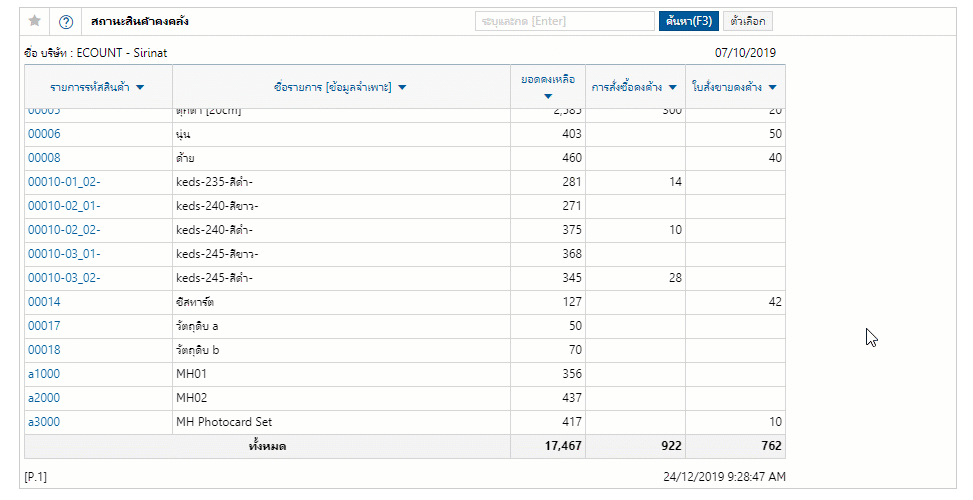 สถานะสินค้าคงคลัง
ระบุและกด [Enter]
ค้นหา(F3)
ตัวเลือก
ชื่อ บริษัท : ECOUNT - Sirinat
07/10/2019
รายการรหัสสินค้า ชื่อรายการ [ข้อมูลจำเพาะ] ยอดคงเหลือ การสั่งซื้อคงค้าง ใบสั่งขายคงค้าง
00005 ตุ๊กตา [20cm] 2,585 300 20
00006 นุ่น 403 50
00008 ด้าย 460 40
00010-01_02- keds-235-สีดำ- 281 14
00010-02_01- keds-240-สีขาว- 271
00010-02_02- keds-240-สีดำ- 375 10
00010-03_01- keds-245-สีขาว- 368
00010-03_02- keds-245-สีดำ- 345 28
00014 ชีสทาร์ต 127 42
00017 วัตถุดิบ a 50
00018 วัตถุดิบ b 70
a1000 MH01 356
a2000 MH02 437
a3000 MH Photocard Set 417 10
ทั้งหมด 17,467 922 762
[P.1]
24/12/2019 9:28:47 AM